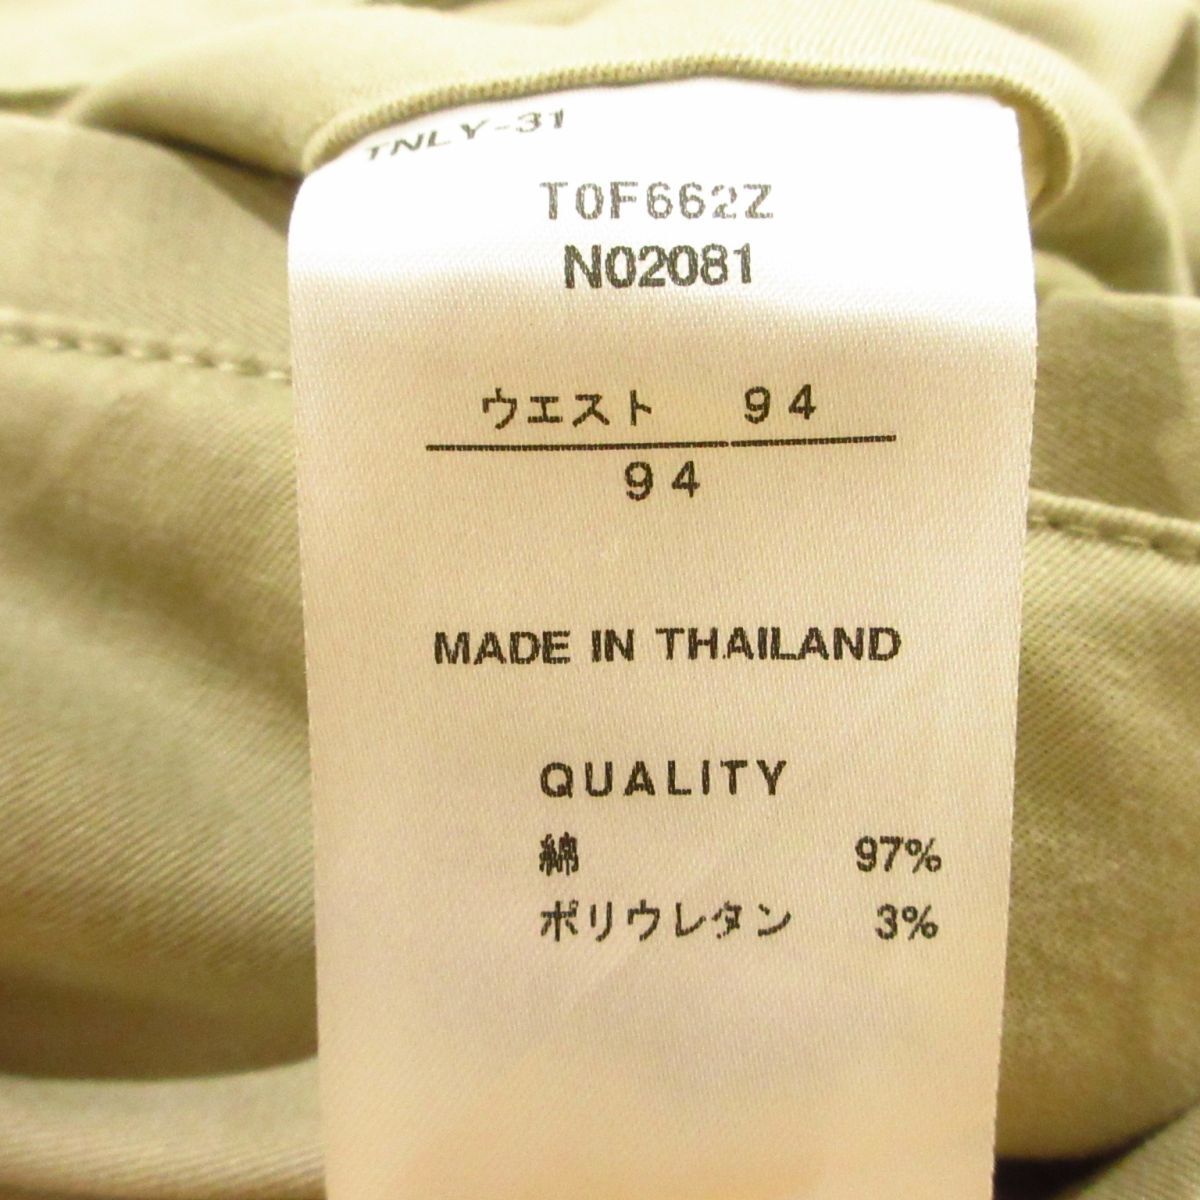 TNLY-31
T0F662Z
N02081
ウエスト 94
94
MADE IN THAILAND
QUALITY
綿 97%
ポリウレタン 3%